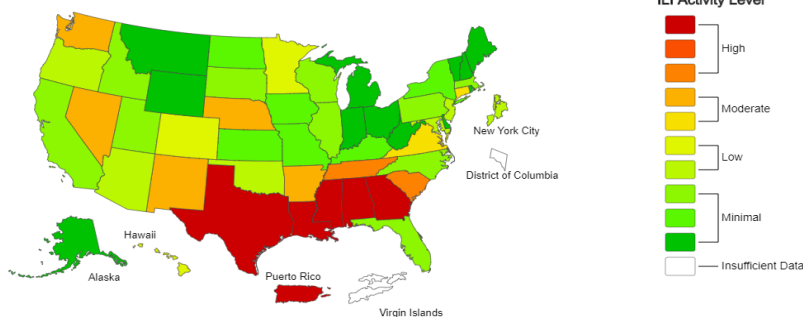 ILI Activity Level
High
Moderate
New York City
Low
District of Columbia
Minimal
Hawaii
Insufficient Data
Alaska
Puerto Rico
Virgin Islands